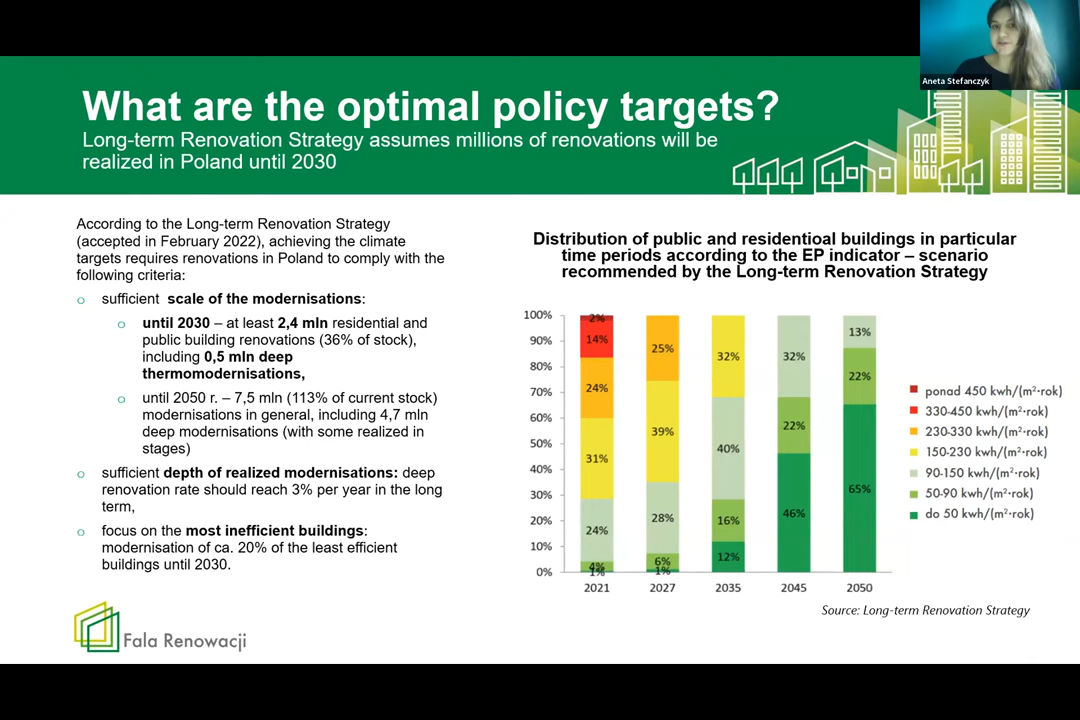 Aneta Stefanczyk
What are the optimal policy targets?
Long-term Renovation Strategy assumes millions of renovations will be
realized in Poland until 2030
According to the Long-term Renovation Strategy
(accepted in February 2022), achieving the climate
targets requires renovations in Poland to comply with the
following criteria:
o sufficient scale of the modernisations:
o until 2030 – at least 2,4 mln residential and
public building renovations (36% of stock),
including 0,5 mln deep
thermomodernisations,
o until 2050 r. – 7,5 mln (113% of current stock)
modernisations in general, including 4,7 mln
deep modernisations (with some realized in
stages)
o sufficient depth of realized modernisations: deep
renovation rate should reach 3% per year in the long
term,
o focus on the most inefficient buildings:
modernisation of ca. 20% of the least efficient
buildings until 2030.
Fala Renowacji
Distribution of public and residentioal buildings in particular
time periods according to the EP indicator – scenario
recommended by the Long-term Renovation Strategy
100%
90%
80%
70%
60%
50%
40%
30%
20%
10%
0%
2%
14%
24%
31%
24%
4%
1%
25%
39%
28%
6%
1%
32%
40%
16%
12%
32%
22%
46%
13%
22%
65%
2021 2027 2035 2045 2050
ponad 450 kwh/(m²·rok)
330-450 kwh/(m²·rok)
230-330 kwh/(m²·rok)
150-230 kwh/(m²·rok)
90-150 kwh/(m²·rok)
50-90 kwh/(m²·rok)
do 50 kwh/(m²·rok)
Source: Long-term Renovation Strategy